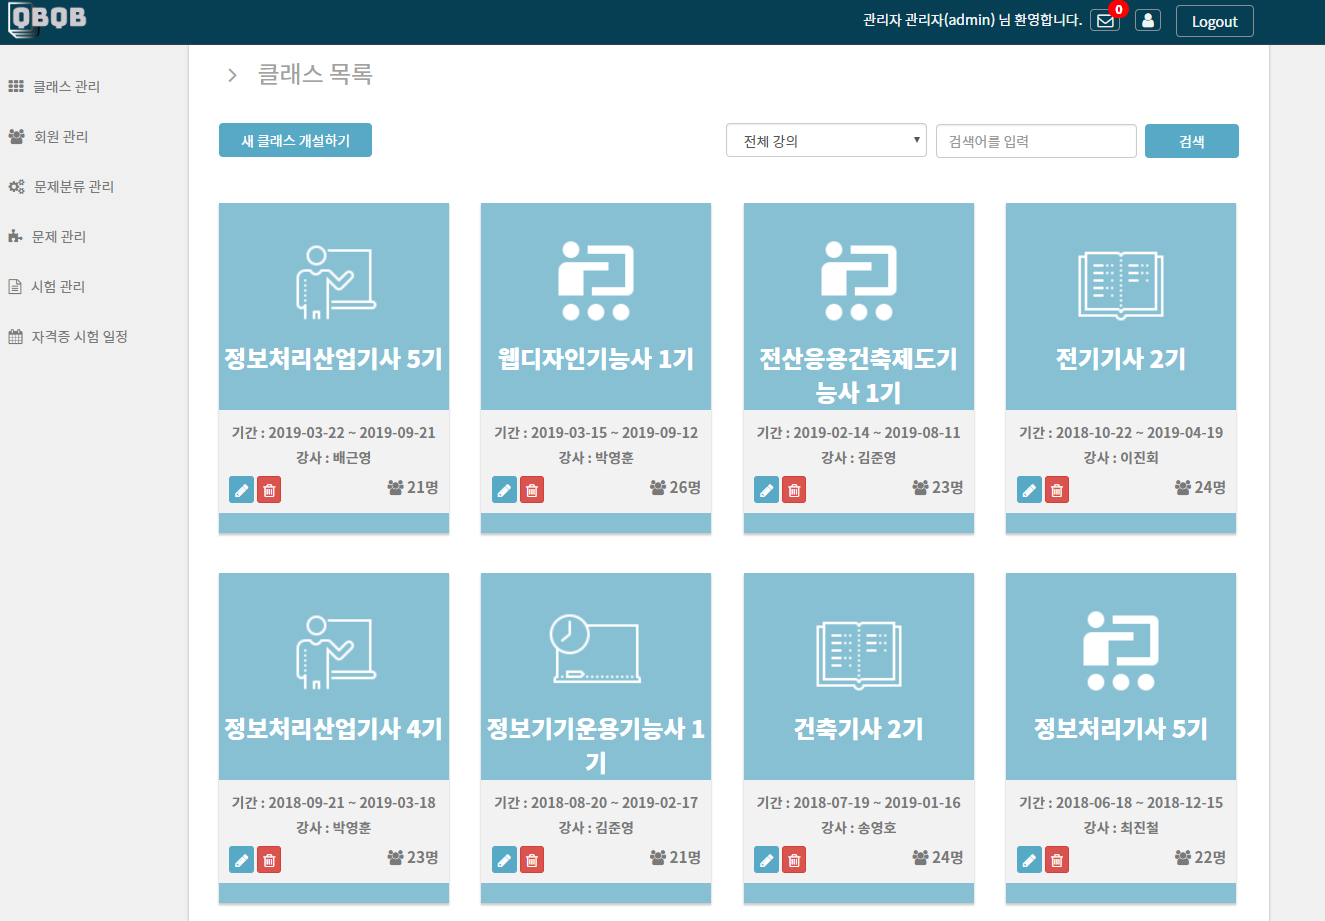 QBQB
관리자 관리자(admin) 님 환영합니다.
0
Logout
클래스 관리
회원 관리
문제분류 관리
문제 관리
시험 관리
자격증 시험 일정
클래스 목록
새 클래스 개설하기
전체 강의
검색어를 입력
검색
정보처리산업기사 5기
기간 : 2019-03-22 ~ 2019-09-21
강사 : 배근영
21명
웹디자인기능사 1기
기간 : 2019-03-15 ~ 2019-09-12
강사 : 박영훈
26명
전산응용건축제도기
능사 1기
기간 : 2019-02-14 ~ 2019-08-11
강사 : 김준영
23명
전기기사 2기
기간 : 2018-10-22 ~ 2019-04-19
강사 : 이진회
24명
정보처리산업기사 4기
기간 : 2018-09-21 ~ 2019-03-18
강사 : 박영훈
23명
정보기기운용기능사 1
기
기간 : 2018-08-20 ~ 2019-02-17
강사 : 김준영
21명
건축기사 2기
기간 : 2018-07-19 ~ 2019-01-16
강사 : 송영호
24명
정보처리기사 5기
기간 : 2018-06-18 ~ 2018-12-15
강사 : 최진철
22명